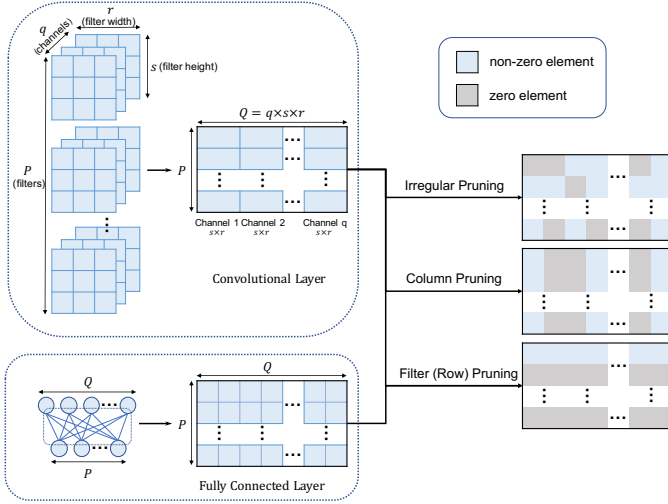 r
(filter width)
q
(channels)
s (filter height)
P
(filters)
Q = q×s×r
P
Channel 1 Channel 2 Channel q
s×r s×r s×r
Convolutional Layer
non-zero element
zero element
Irregular Pruning
Column Pruning
Filter (Row) Pruning
Q
P
Q
P
Fully Connected Layer